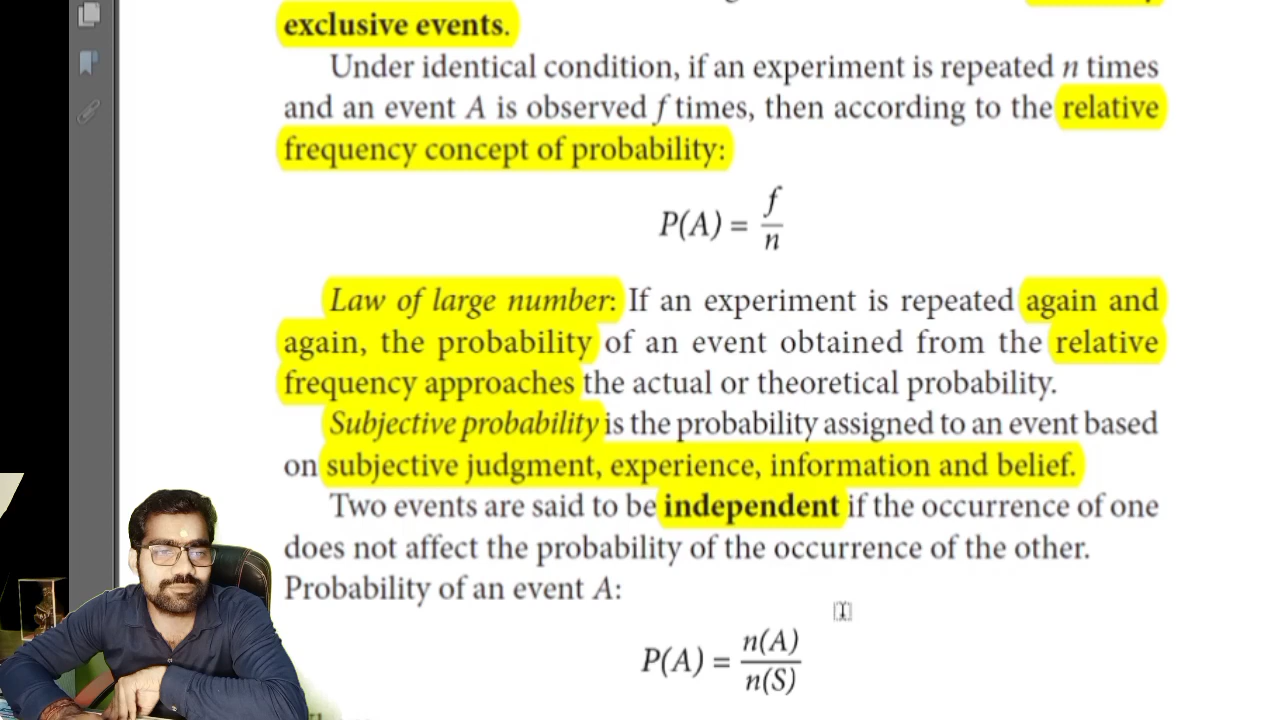 exclusive events.
Under identical condition, if an experiment is repeated n times
and an event A is observed f times, then according to the relative
frequency concept of probability:
P(A) = f/n
Law of large number: If an experiment is repeated again and
again, the probability of an event obtained from the relative
frequency approaches the actual or theoretical probability.
Subjective probability is the probability assigned to an event based
on subjective judgment, experience, information and belief.
Two events are said to be independent if the occurrence of one
does not affect the probability of the occurrence of the other.
Probability of an event A:
P(A) = n(A)/n(S)